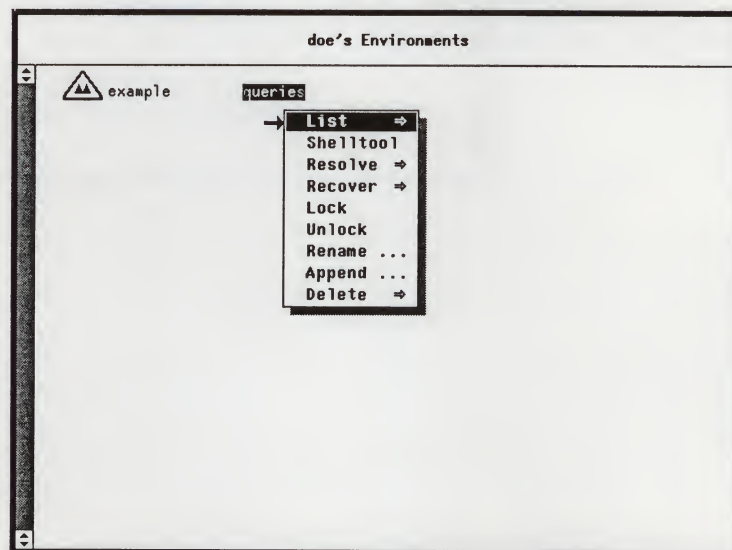 doe's Environments
example queries
List ⇒
Shelltool
Resolve ⇒
Recover ⇒
Lock
Unlock
Rename ...
Append ...
Delete ⇒